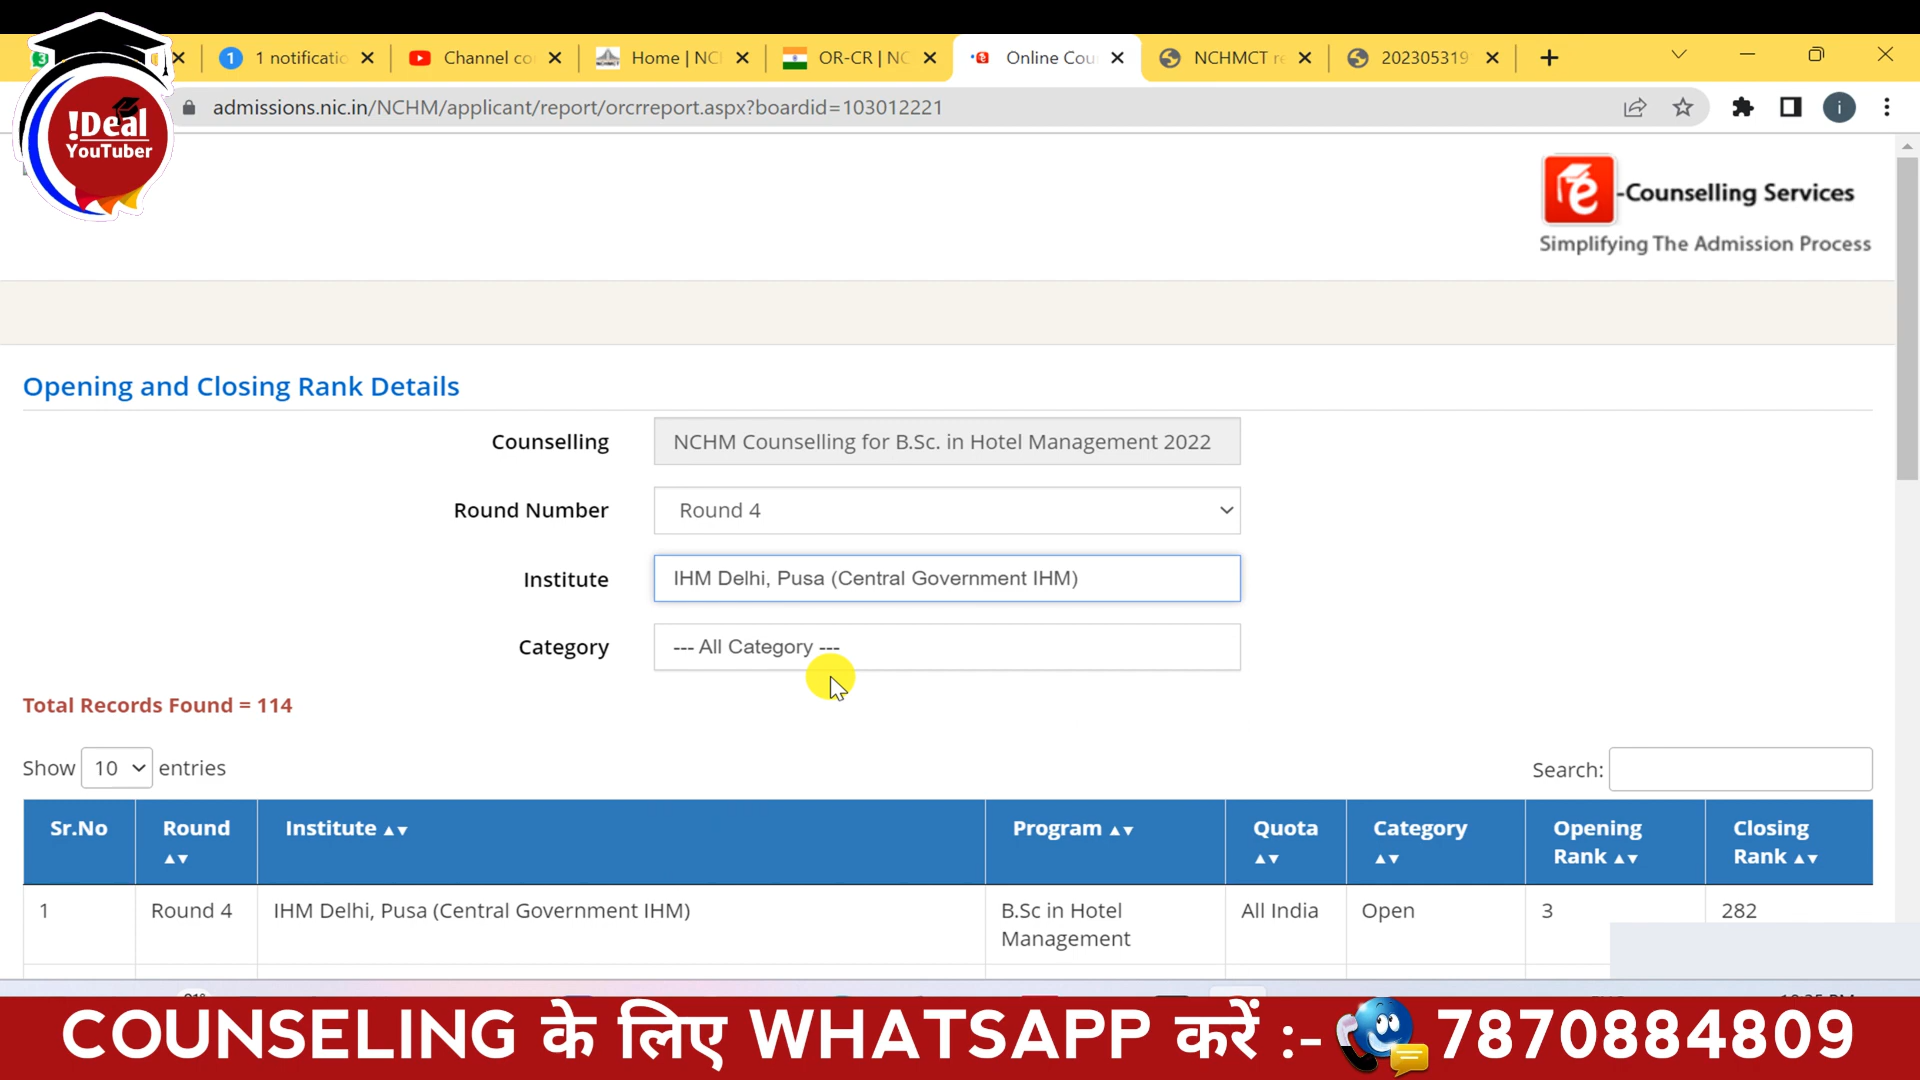 3
1 notificatio
Channel co
Home | NC
OR-CR | NC
Online Cou
NCHMCT re
202305319
!Deal
YouTuber
admissions.nic.in/NCHM/applicant/report/orcrreport.aspx?boardid=103012221
i
e-Counselling Services
Simplifying The Admission Process
Opening and Closing Rank Details
Counselling NCHM Counselling for B.Sc. in Hotel Management 2022
Round Number Round 4
Institute IHM Delhi, Pusa (Central Government IHM)
Category --- All Category ---
Total Records Found = 114
Show 10 entries Search:
Sr.No Round Institute Program Quota Category Opening Rank Closing Rank
1 Round 4 IHM Delhi, Pusa (Central Government IHM) B.Sc in Hotel Management All India Open 3 282
COUNSELING के लिए WHATSAPP करें :- 7870884809